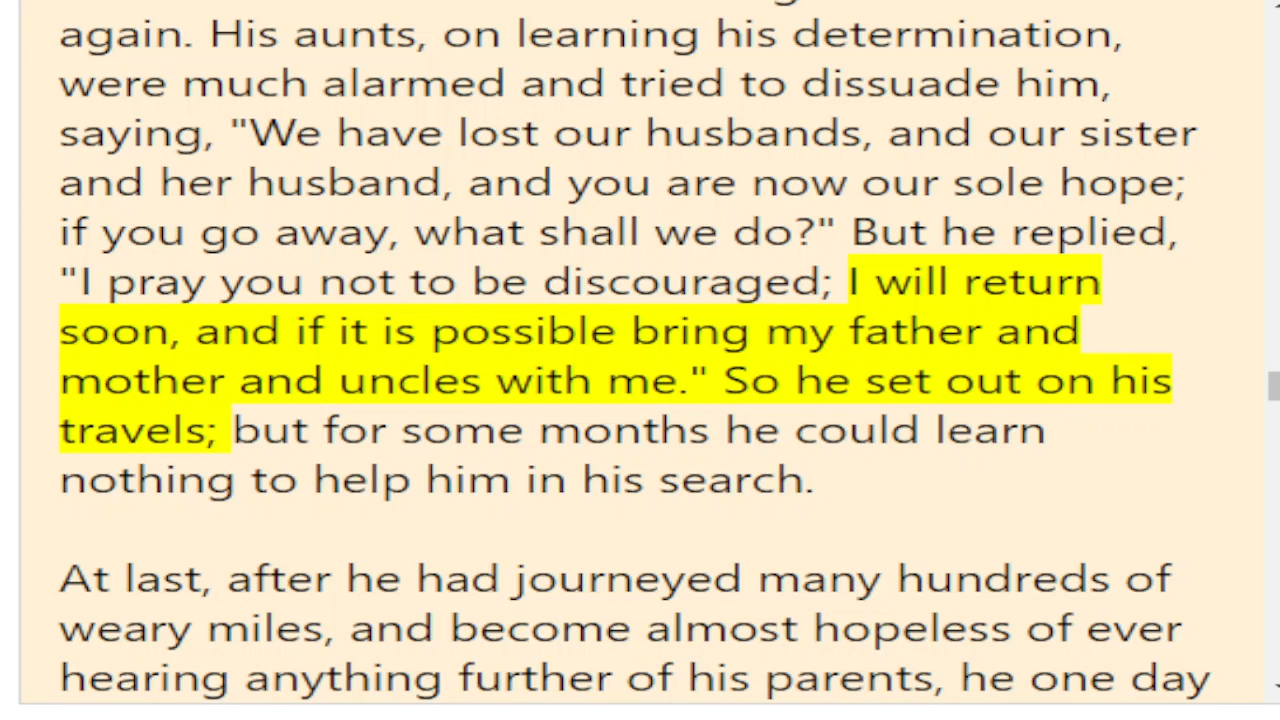 again. His aunts, on learning his determination,
were much alarmed and tried to dissuade him,
saying, "We have lost our husbands, and our sister
and her husband, and you are now our sole hope;
if you go away, what shall we do?" But he replied,
"I pray you not to be discouraged; I will return
soon, and if it is possible bring my father and
mother and uncles with me." So he set out on his
travels; but for some months he could learn
nothing to help him in his search.
At last, after he had journeyed many hundreds of
weary miles, and become almost hopeless of ever
hearing anything further of his parents, he one day